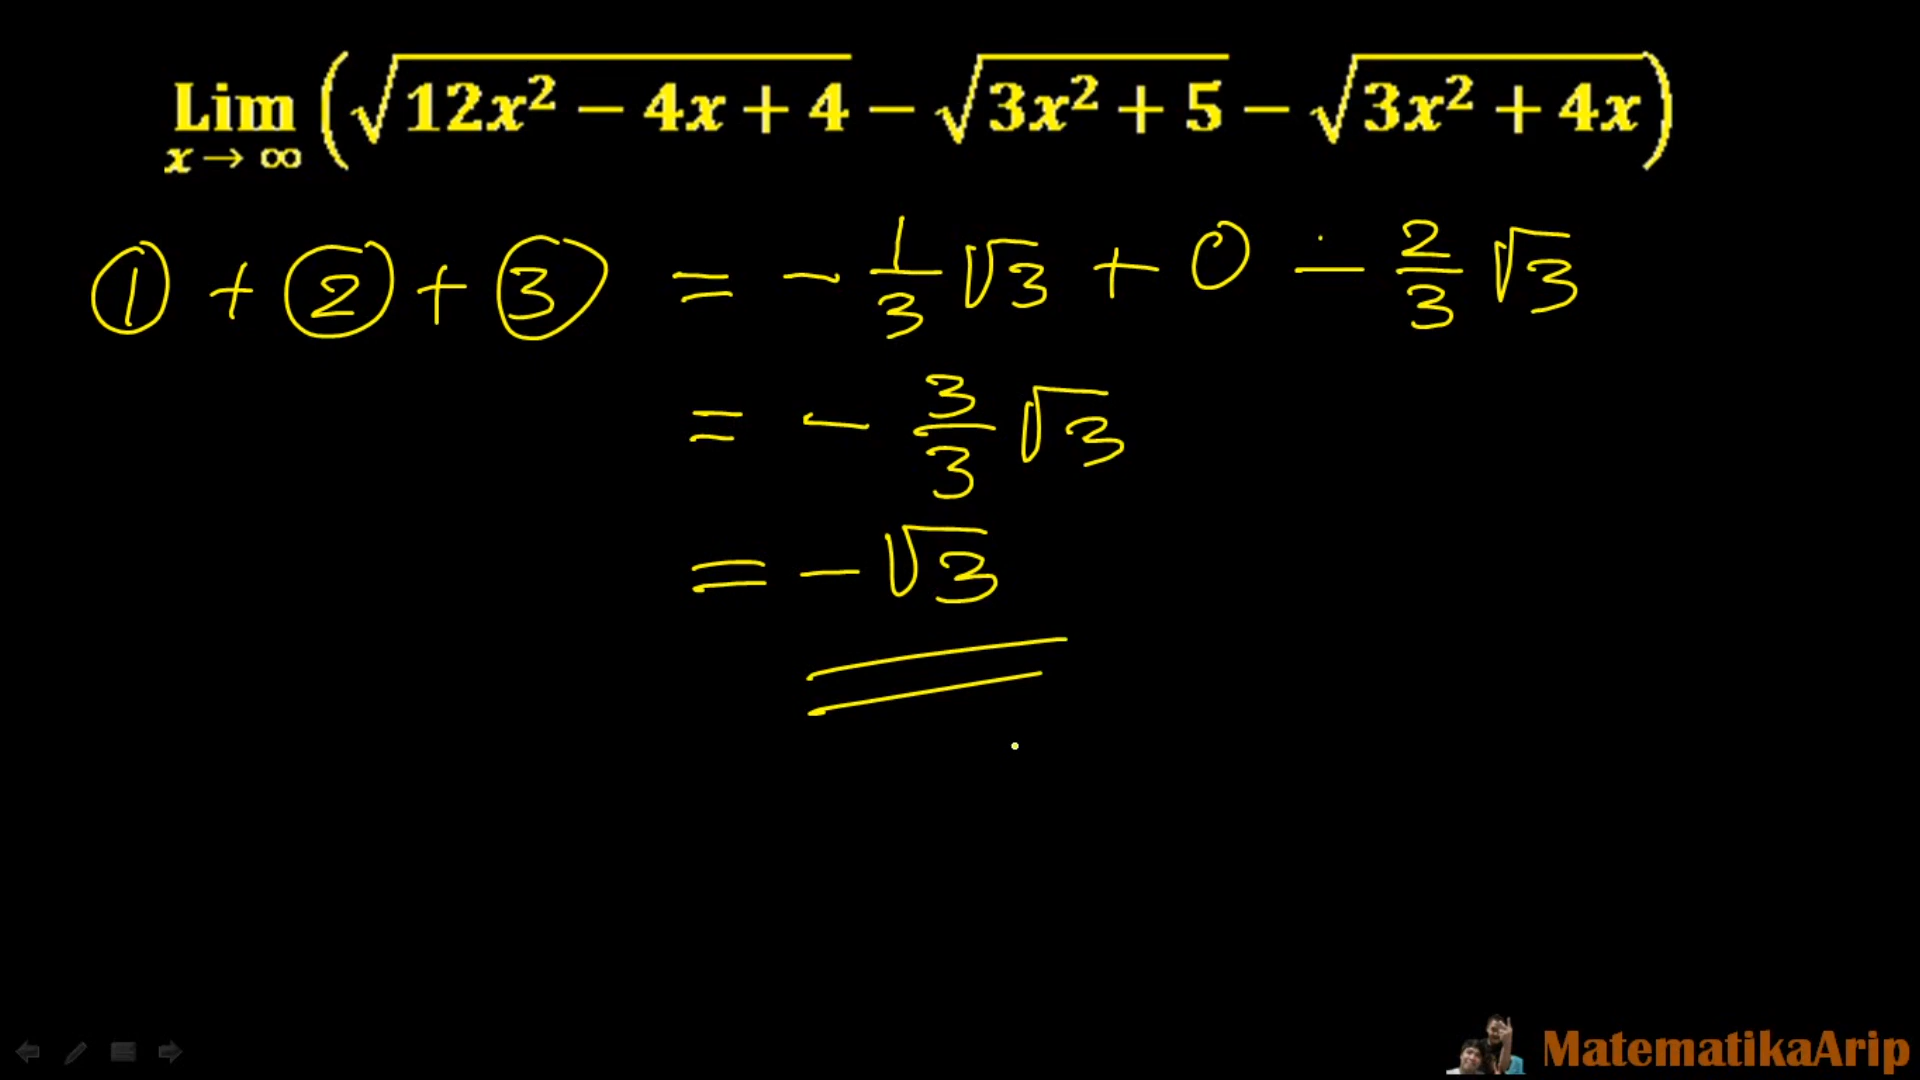 Lim x → ∞ (√(12x² − 4x + 4) − √(3x² + 5) − √(3x² + 4x))
① + ② + ③ = − 1/3 √3 + 0 − 2/3 √3
= − 3/3 √3
= − √3
MatematikaArip